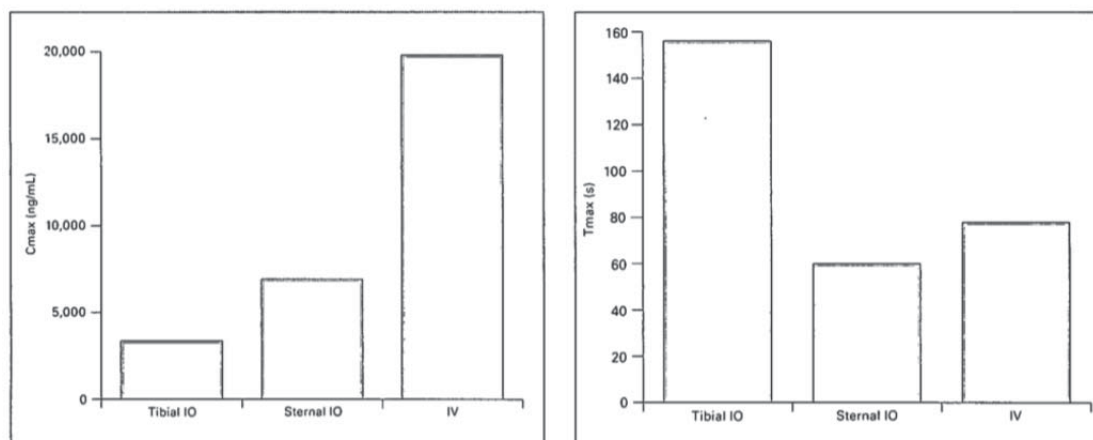 20,000
15,000
10,000
5,000
0
Cmax (ng/mL)
Tibial IO
Sternal IO
IV
160
140
120
100
80
60
40
20
0
Tmax (s)
Tibial IO
Sternal IO
IV